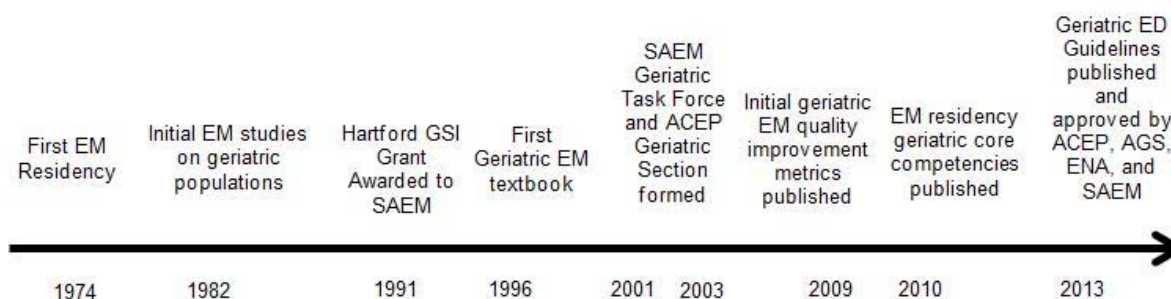 First EM
Residency
Initial EM studies
on geriatric
populations
Hartford GSI
Grant
Awarded to
SAEM
First
Geriatric EM
textbook
SAEM
Geriatric
Task Force
and ACEP
Geriatric
Section
formed
Initial geriatric
EM quality
improvement
metrics
published
EM residency
geriatric core
competencies
published
Geriatric ED
Guidelines
published
and
approved by
ACEP, AGS,
ENA, and
SAEM
1974
1982
1991
1996
2001
2003
2009
2010
2013